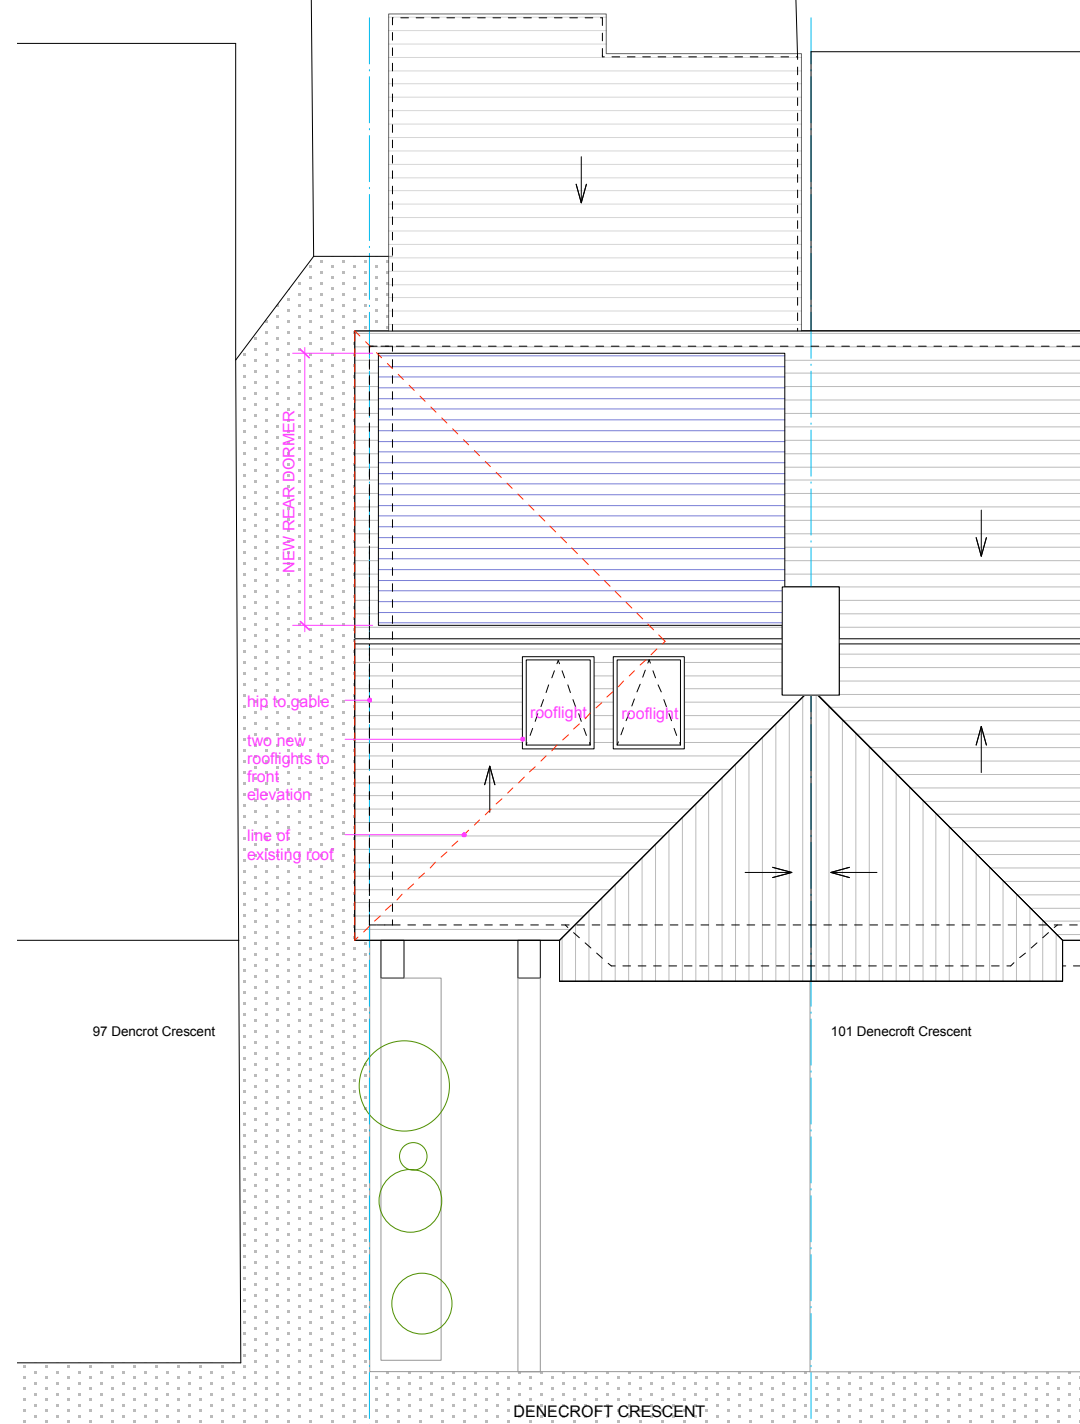 NEW REAR DORMER
hip to gable
rooflight rooflight
two new
rooflights to
front
elevation
line of
existing roof
97 Dencrot Crescent
101 Denecroft Crescent
DENECROFT CRESCENT